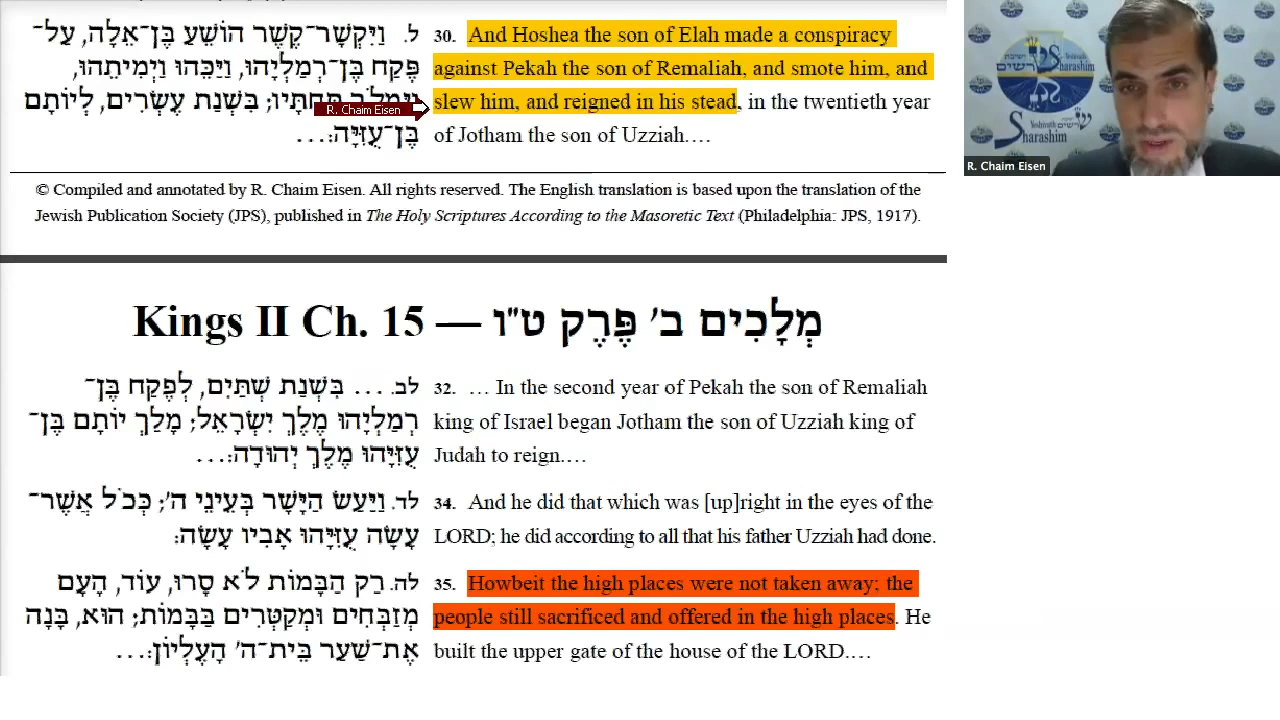 ל. וַיִּקְשָׁר־קֶשֶׁר הוֹשֵׁעַ בֶּן־אֵלָה, עַל־
פֶּקַח בֶּן־רְמַלְיָהוּ, וַיַּכֵּהוּ וַיְמִיתֵהוּ,
וַיִּמְלֹךְ תַּחְתָּיו; בִּשְׁנַת עֶשְׂרִים, לְיוֹתָם
בֶּן־עֻזִּיָּה:...
30. And Hoshea the son of Elah made a conspiracy
against Pekah the son of Remaliah, and smote him, and
slew him, and reigned in his stead, in the twentieth year
of Jotham the son of Uzziah....
R. Chaim Eisen
© Compiled and annotated by R. Chaim Eisen. All rights reserved. The English translation is based upon the translation of the
Jewish Publication Society (JPS), published in The Holy Scriptures According to the Masoretic Text (Philadelphia: JPS, 1917).
Kings II Ch. 15 — מְלָכִים ב' פֶּרֶק ט"ו
לב. ... בִּשְׁנַת שְׁתַּיִם, לְפֶקַח בֶּן־
רְמַלְיָהוּ מֶלֶךְ יִשְׂרָאֵל; מָלַךְ יוֹתָם בֶּן־
עֻזִּיָּהוּ מֶלֶךְ יְהוּדָה:...
32. ... In the second year of Pekah the son of Remaliah
king of Israel began Jotham the son of Uzziah king of
Judah to reign....
לד. וַיַּעַשׂ הַיָּשָׁר בְּעֵינֵי ה'; כְּכֹל אֲשֶׁר־
עָשָׂה עֻזִּיָּהוּ אָבִיו עָשָׂה:
34. And he did that which was [up]right in the eyes of the
LORD; he did according to all that his father Uzziah had done.
לה. רַק הַבָּמוֹת לֹא סָרוּ, עוֹד, הָעָם
מְזַבְּחִים וּמְקַטְּרִים בַּבָּמוֹת; הוּא, בָּנָה
אֶת־שַׁעַר בֵּית־ה' הָעֶלְיוֹן:...
35. Howbeit the high places were not taken away; the
people still sacrificed and offered in the high places. He
built the upper gate of the house of the LORD....
ישיבת
שרשים
Yeshivath
Sharashim
R. Chaim Eisen